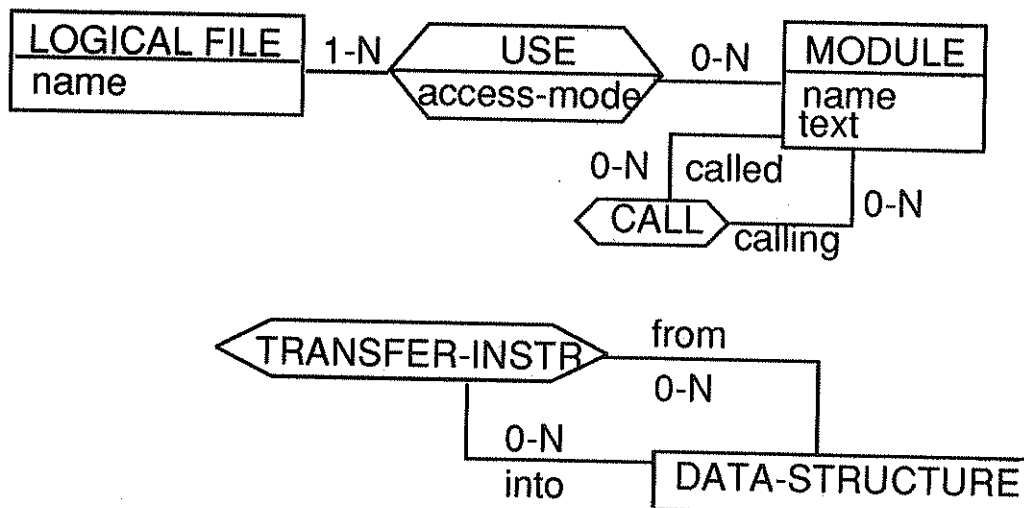 LOGICAL FILE
name
1-N
USE
access-mode
0-N
MODULE
name
text
0-N
called
CALL
calling
0-N
TRANSFER-INSTR
from
0-N
0-N
into
DATA-STRUCTURE